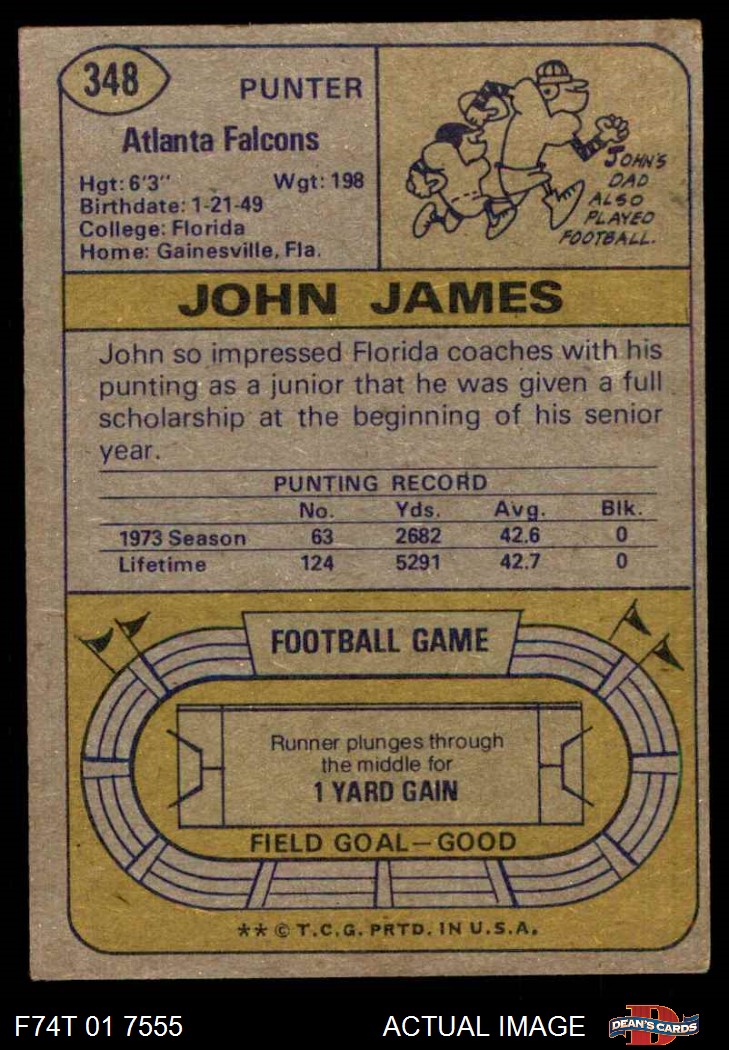 348
PUNTER
Atlanta Falcons
Hgt: 6'3" Wgt: 198
Birthdate: 1-21-49
College: Florida
Home: Gainesville, Fla.
JOHN'S
DAD
ALSO
PLAYED
FOOTBALL.
JOHN JAMES
John so impressed Florida coaches with his
punting as a junior that he was given a full
scholarship at the beginning of his senior
year.
PUNTING RECORD
No. Yds. Avg. Blk.
1973 Season 63 2682 42.6 0
Lifetime 124 5291 42.7 0
FOOTBALL GAME
Runner plunges through
the middle for
1 YARD GAIN
FIELD GOAL—GOOD
** © T.C.G. PRTD. IN U.S.A.
F74T 01 7555 ACTUAL IMAGE
D
DEAN'S CARDS